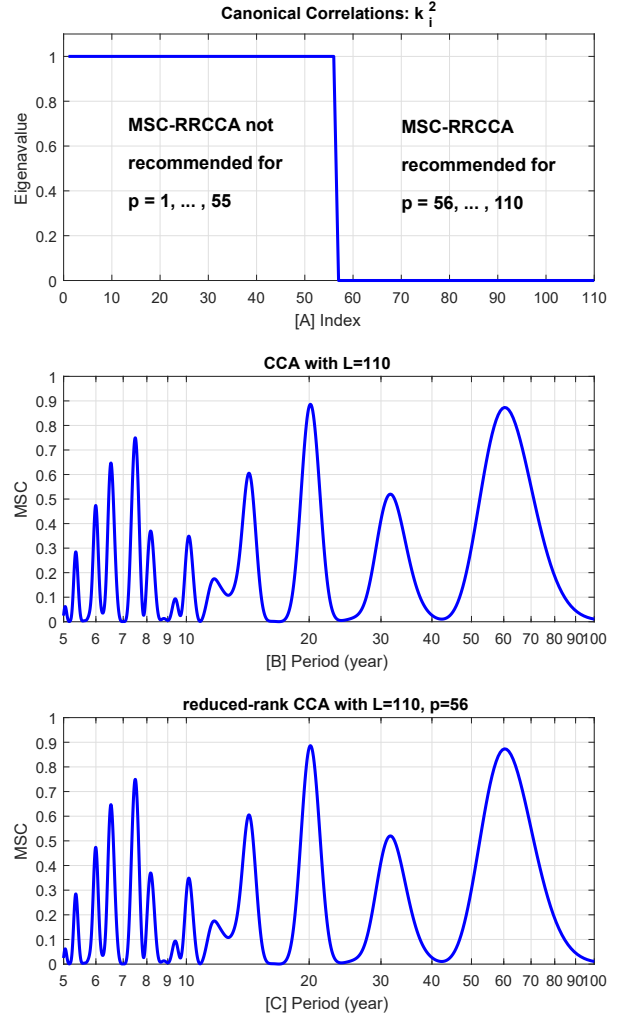 Canonical Correlations: k i 2
Eigenavalue
1
0.8
0.6
0.4
0.2
0
MSC-RRCCA not
recommended for
p = 1, ... , 55
MSC-RRCCA
recommended for
p = 56, ... , 110
0 10 20 30 40 50 60 70 80 90 100 110
[A] Index
CCA with L=110
MSC
1
0.9
0.8
0.7
0.6
0.5
0.4
0.3
0.2
0.1
0
5 6 7 8 9 10 20 30 40 50 60 70 80 90 100
[B] Period (year)
reduced-rank CCA with L=110, p=56
MSC
1
0.9
0.8
0.7
0.6
0.5
0.4
0.3
0.2
0.1
0
5 6 7 8 9 10 20 30 40 50 60 70 80 90 100
[C] Period (year)